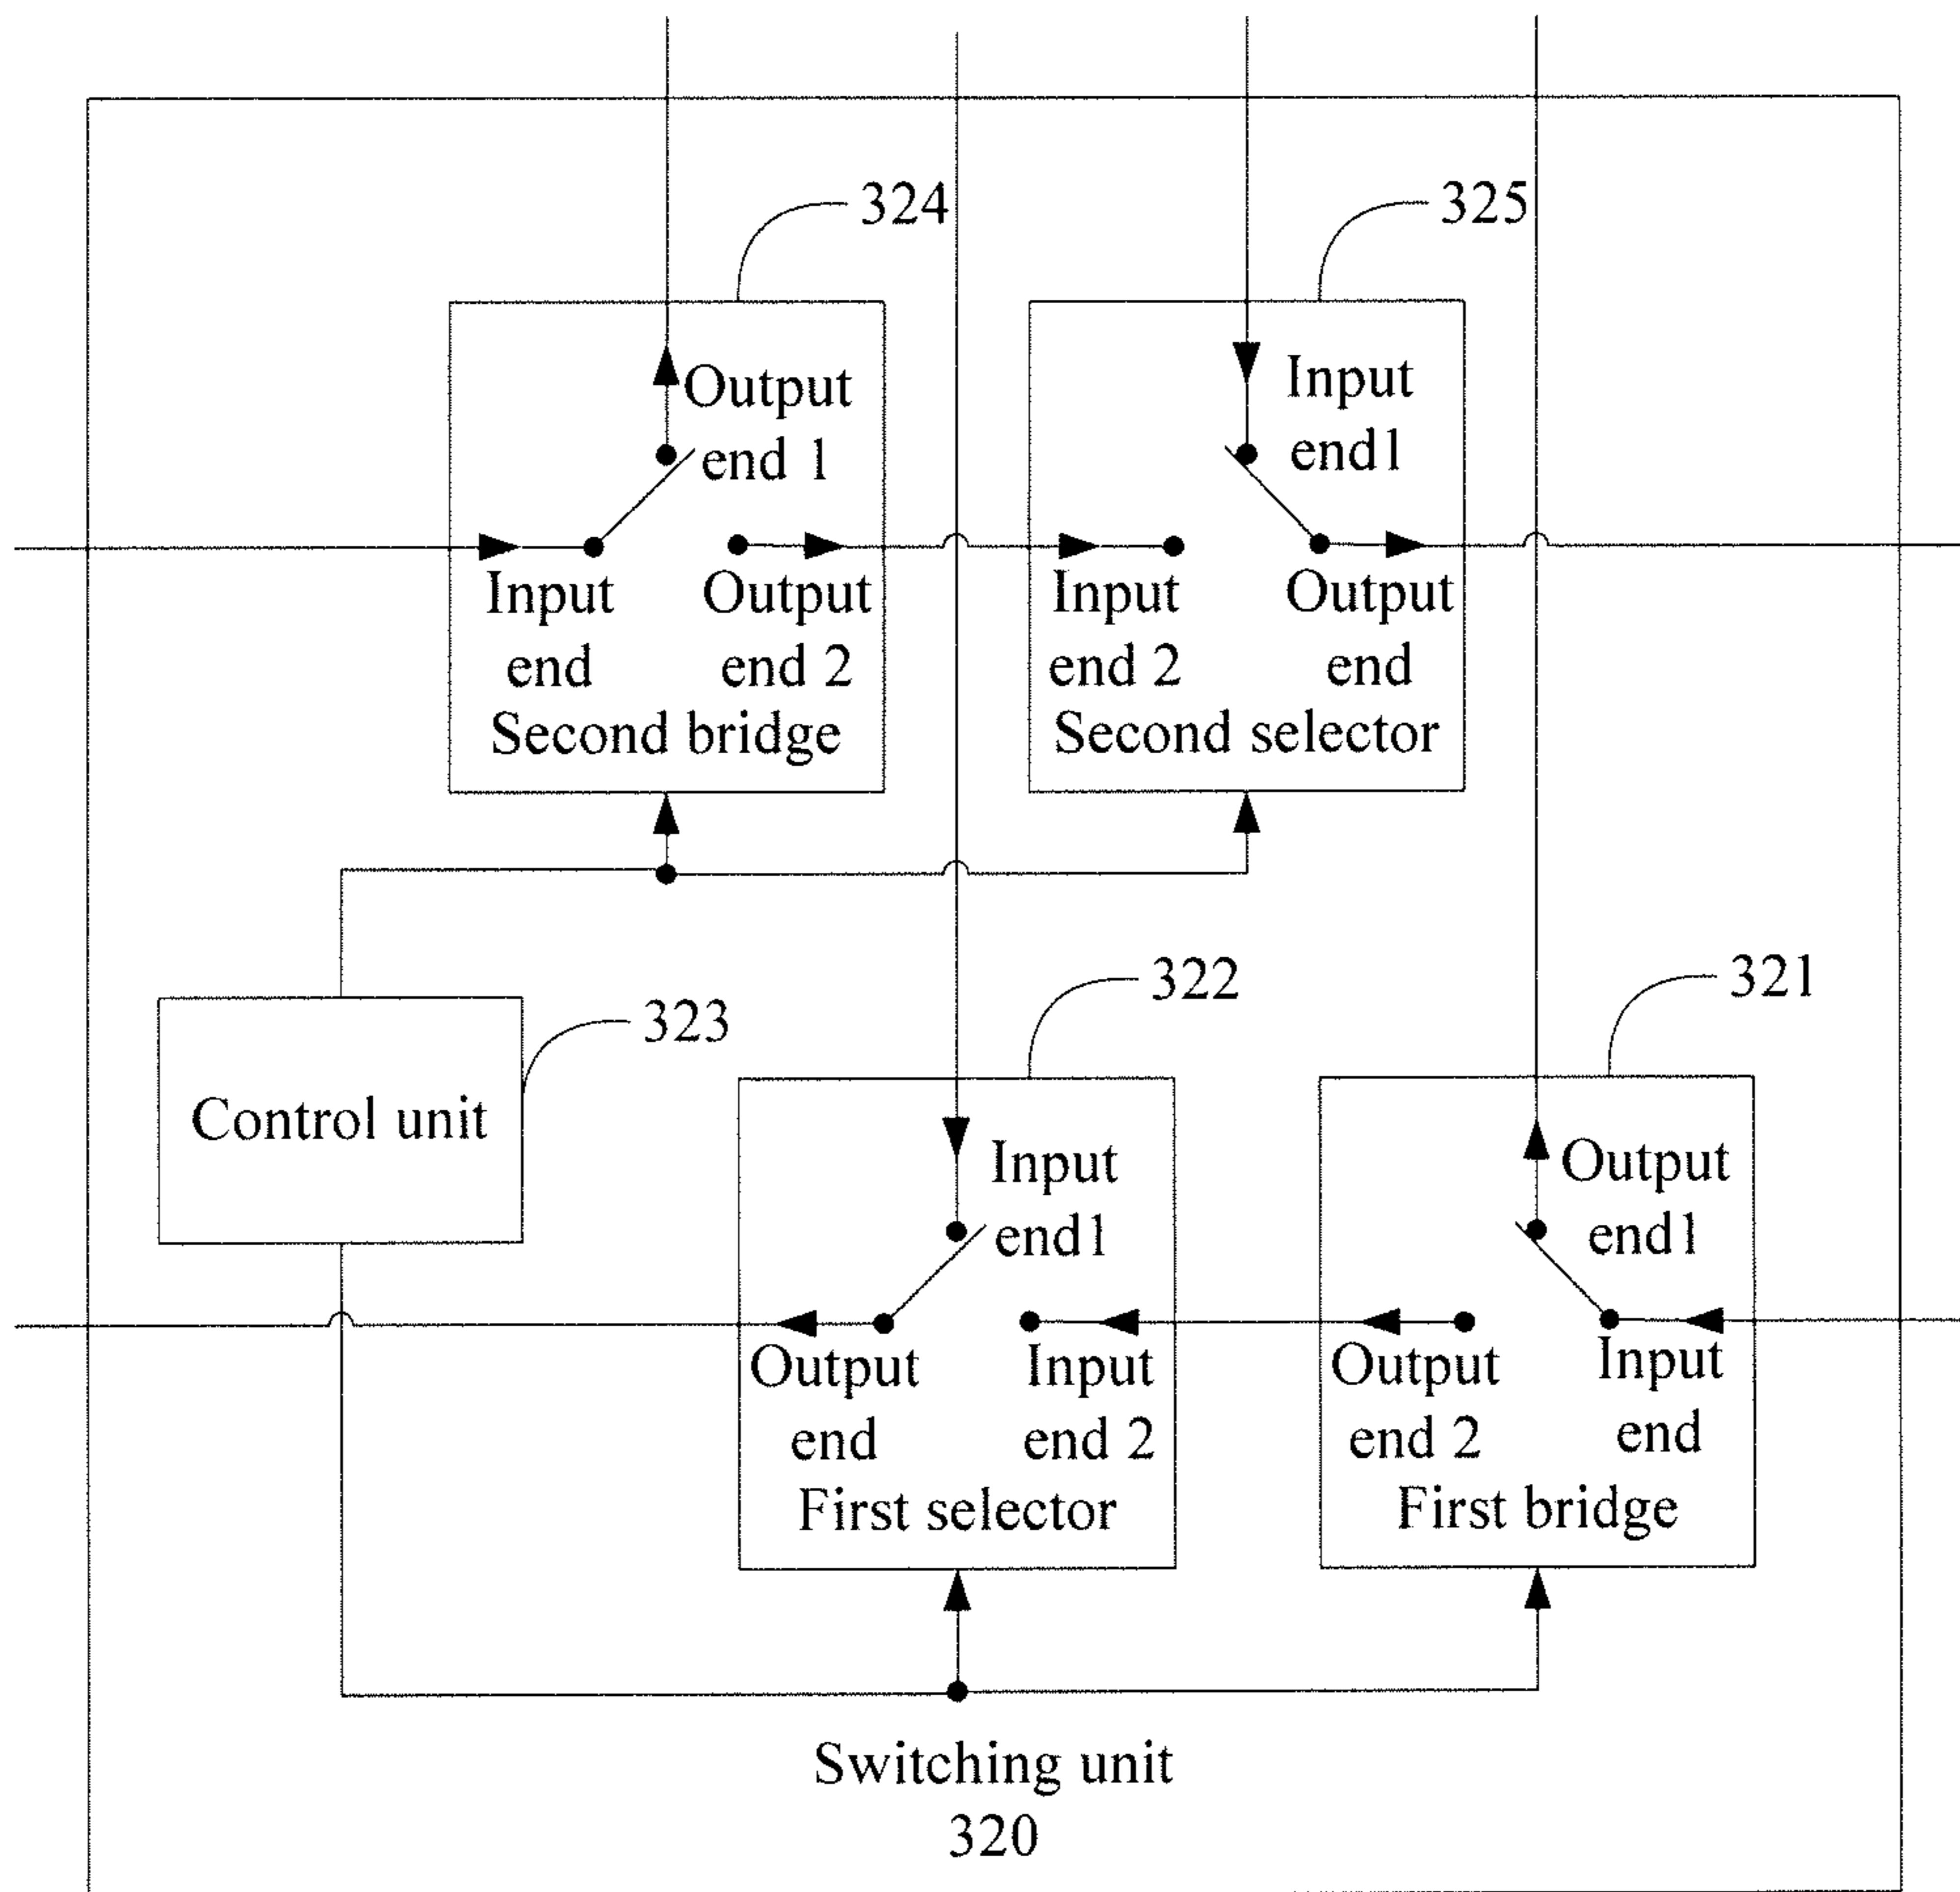 324
325
Output
end 1
Input
end1
Input
end
Output
end 2
Second bridge
Input
end 2
Output
end
Second selector
323
Control unit
322
321
Input
end1
Output
end
Input
end 2
First selector
Output
end1
Output
end 2
Input
end
First bridge
Switching unit
320